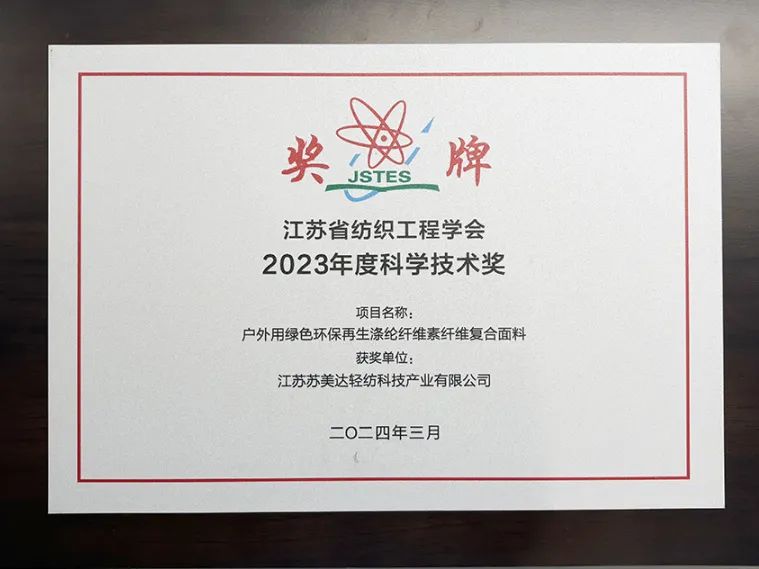 奖 牌
JSTES
江苏省纺织工程学会
2023年度科学技术奖
项目名称：
户外用绿色环保再生涤纶纤维素纤维复合面料
获奖单位：
江苏苏美达轻纺科技产业有限公司
二〇二四年三月